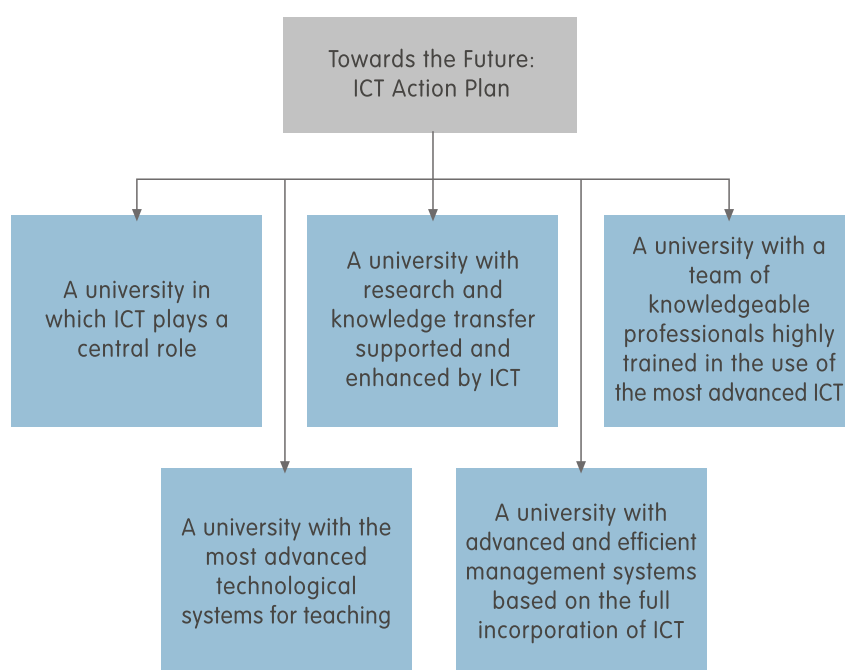 Towards the Future:
ICT Action Plan
A university in
which ICT plays a
central role
A university with
research and
knowledge transfer
supported and
enhanced by ICT
A university with a
team of
knowledgeable
professionals highly
trained in the use of
the most advanced ICT
A university with the
most advanced
technological
systems for teaching
A university with
advanced and efficient
management systems
based on the full
incorporation of ICT